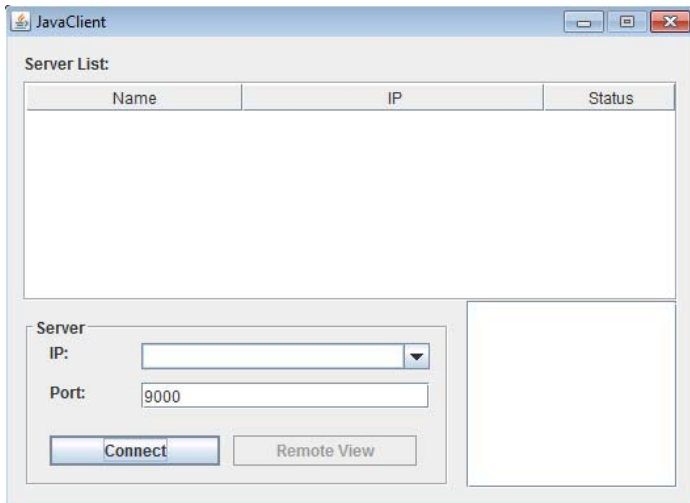 JavaClient
Server List:
Name IP Status
Server
IP:
Port: 9000
Connect Remote View